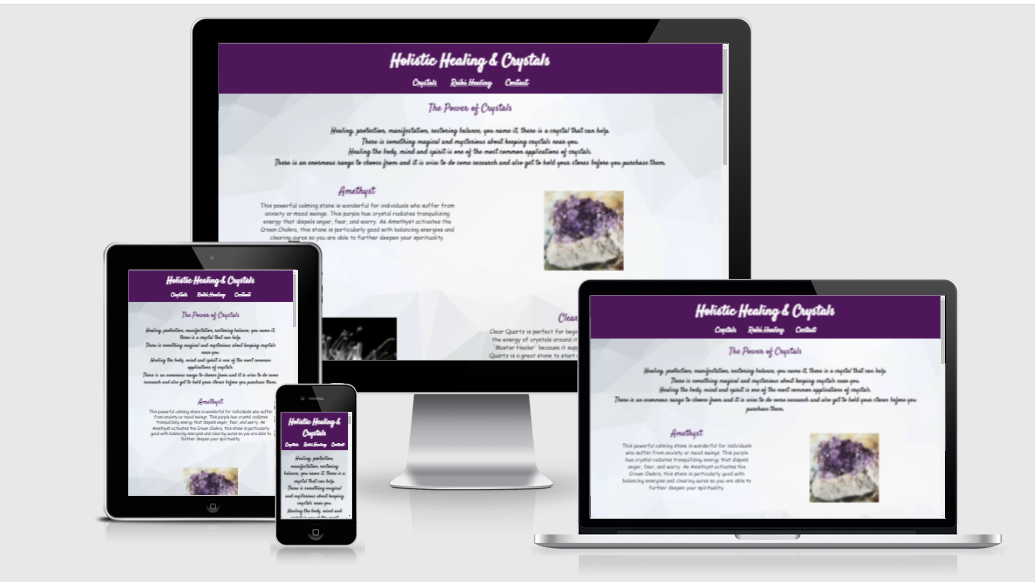 Holistic Healing & Crystals
Crystals Reiki Healing Contact
The Power of Crystals
Healing, protection, manifestation, restoring balance, you name it, there is a crystal that can help.
There is something magical and mysterious about keeping crystals near you.
Healing the body, mind and spirit is one of the most common applications of crystals.
There is an enormous range to choose from and it is wise to do some research and also get to hold your stones before you purchase them.
Amethyst
This powerful calming stone is wonderful for individuals who suffer from
anxiety or mood swings. This purple hue crystal radiates tranquilising
energy that dispels anger, fear, and worry. As Amethyst activates the
Crown Chakra, this stone is particularly good with balancing energies and
clearing auras so you are able to further deepen your spirituality
Clear
Clear Quartz is perfect for begi
the energy of crystals around it
'Master Healer' because it sup
Quartz is a great stone to start
Holistic Healing & Crystals
Crystals Reiki Healing Contact
The Power of Crystals
Healing, protection, manifestation, restoring balance, you name it,
there is a crystal that can help.
There is something magical and mysterious about keeping crystals
near you.
Healing the body, mind and spirit is one of the most common
applications of crystals.
There is an enormous range to choose from and it is wise to do some
research and also get to hold your stones before you purchase them.
Amethyst
This powerful calming stone is wonderful for individuals who suffer
from anxiety or mood swings. This purple hue crystal radiates
tranquilising energy that dispels anger, fear, and worry. As
Amethyst activates the Crown Chakra, this stone is particularly
good with balancing energies and clearing auras so you are able to
further deepen your spirituality
Holistic Healing &
Crystals
Crystals Reiki Healing Contact
Healing, protection,
manifestation, restoring
balance, you name it, there is a
crystal that can help.
There is something magical
and mysterious about keeping
crystals near you.
Healing the body, mind and
spirit is one of the most
Holistic Healing & Crystals
Crystals Reiki Healing Contact
The Power of Crystals
Healing, protection, manifestation, restoring balance, you name it, there is a crystal that can help.
There is something magical and mysterious about keeping crystals near you.
Healing the body, mind and spirit is one of the most common applications of crystals.
There is an enormous range to choose from and it is wise to do some research and also get to hold your stones before you
purchase them.
Amethyst
This powerful calming stone is wonderful for individuals
who suffer from anxiety or mood swings. This purple
hue crystal radiates tranquilising energy that dispels
anger, fear, and worry. As Amethyst activates the
Crown Chakra, this stone is particularly good with
balancing energies and clearing auras so you are able to
further deepen your spirituality